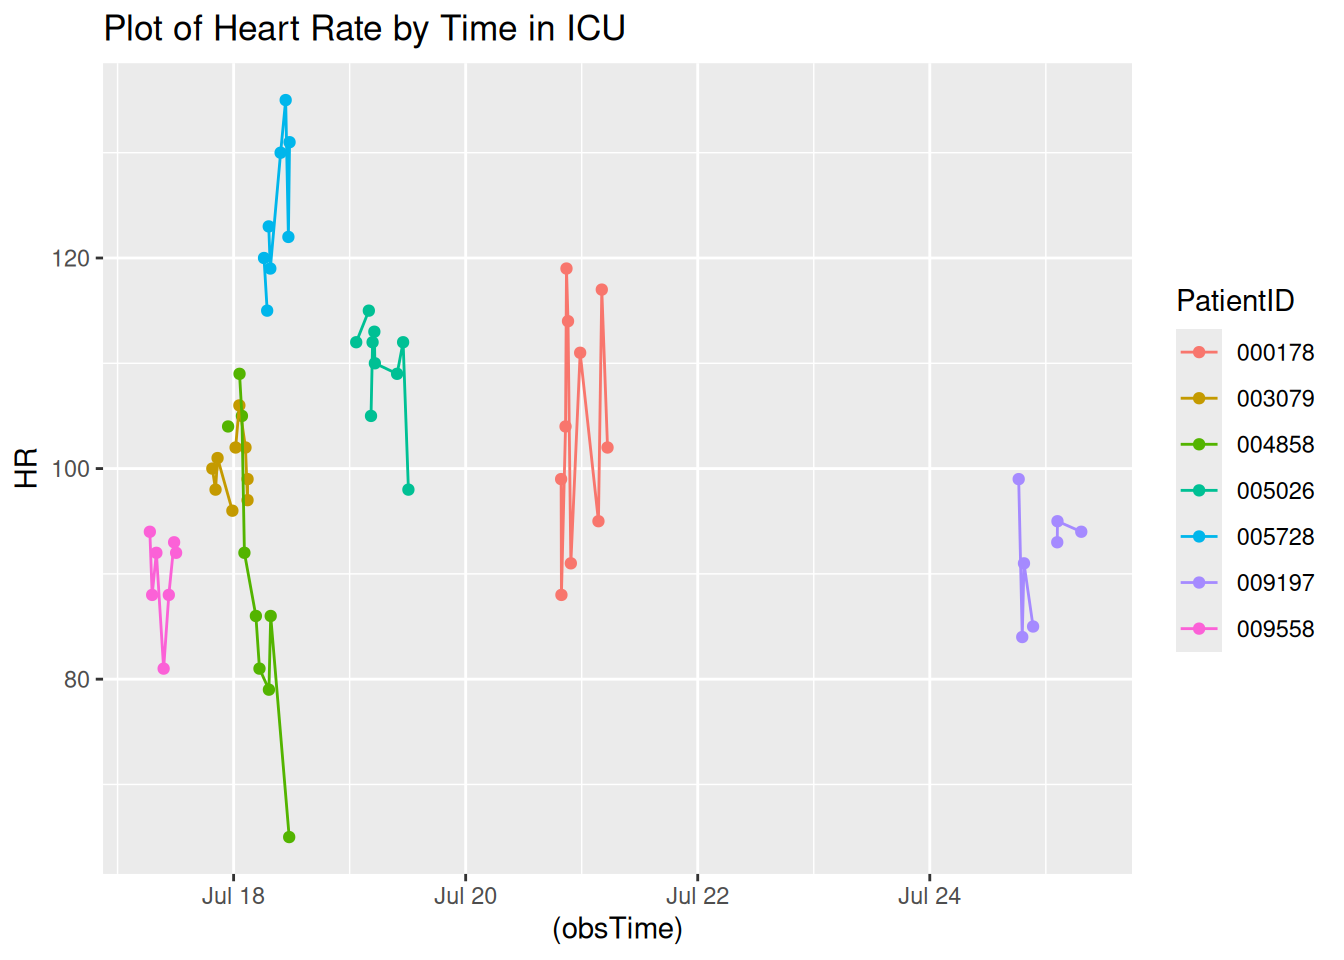 Plot of Heart Rate by Time in ICU
HR
120
100
80
Jul 18
Jul 20
Jul 22
Jul 24
(obsTime)
PatientID
000178
003079
004858
005026
005728
009197
009558